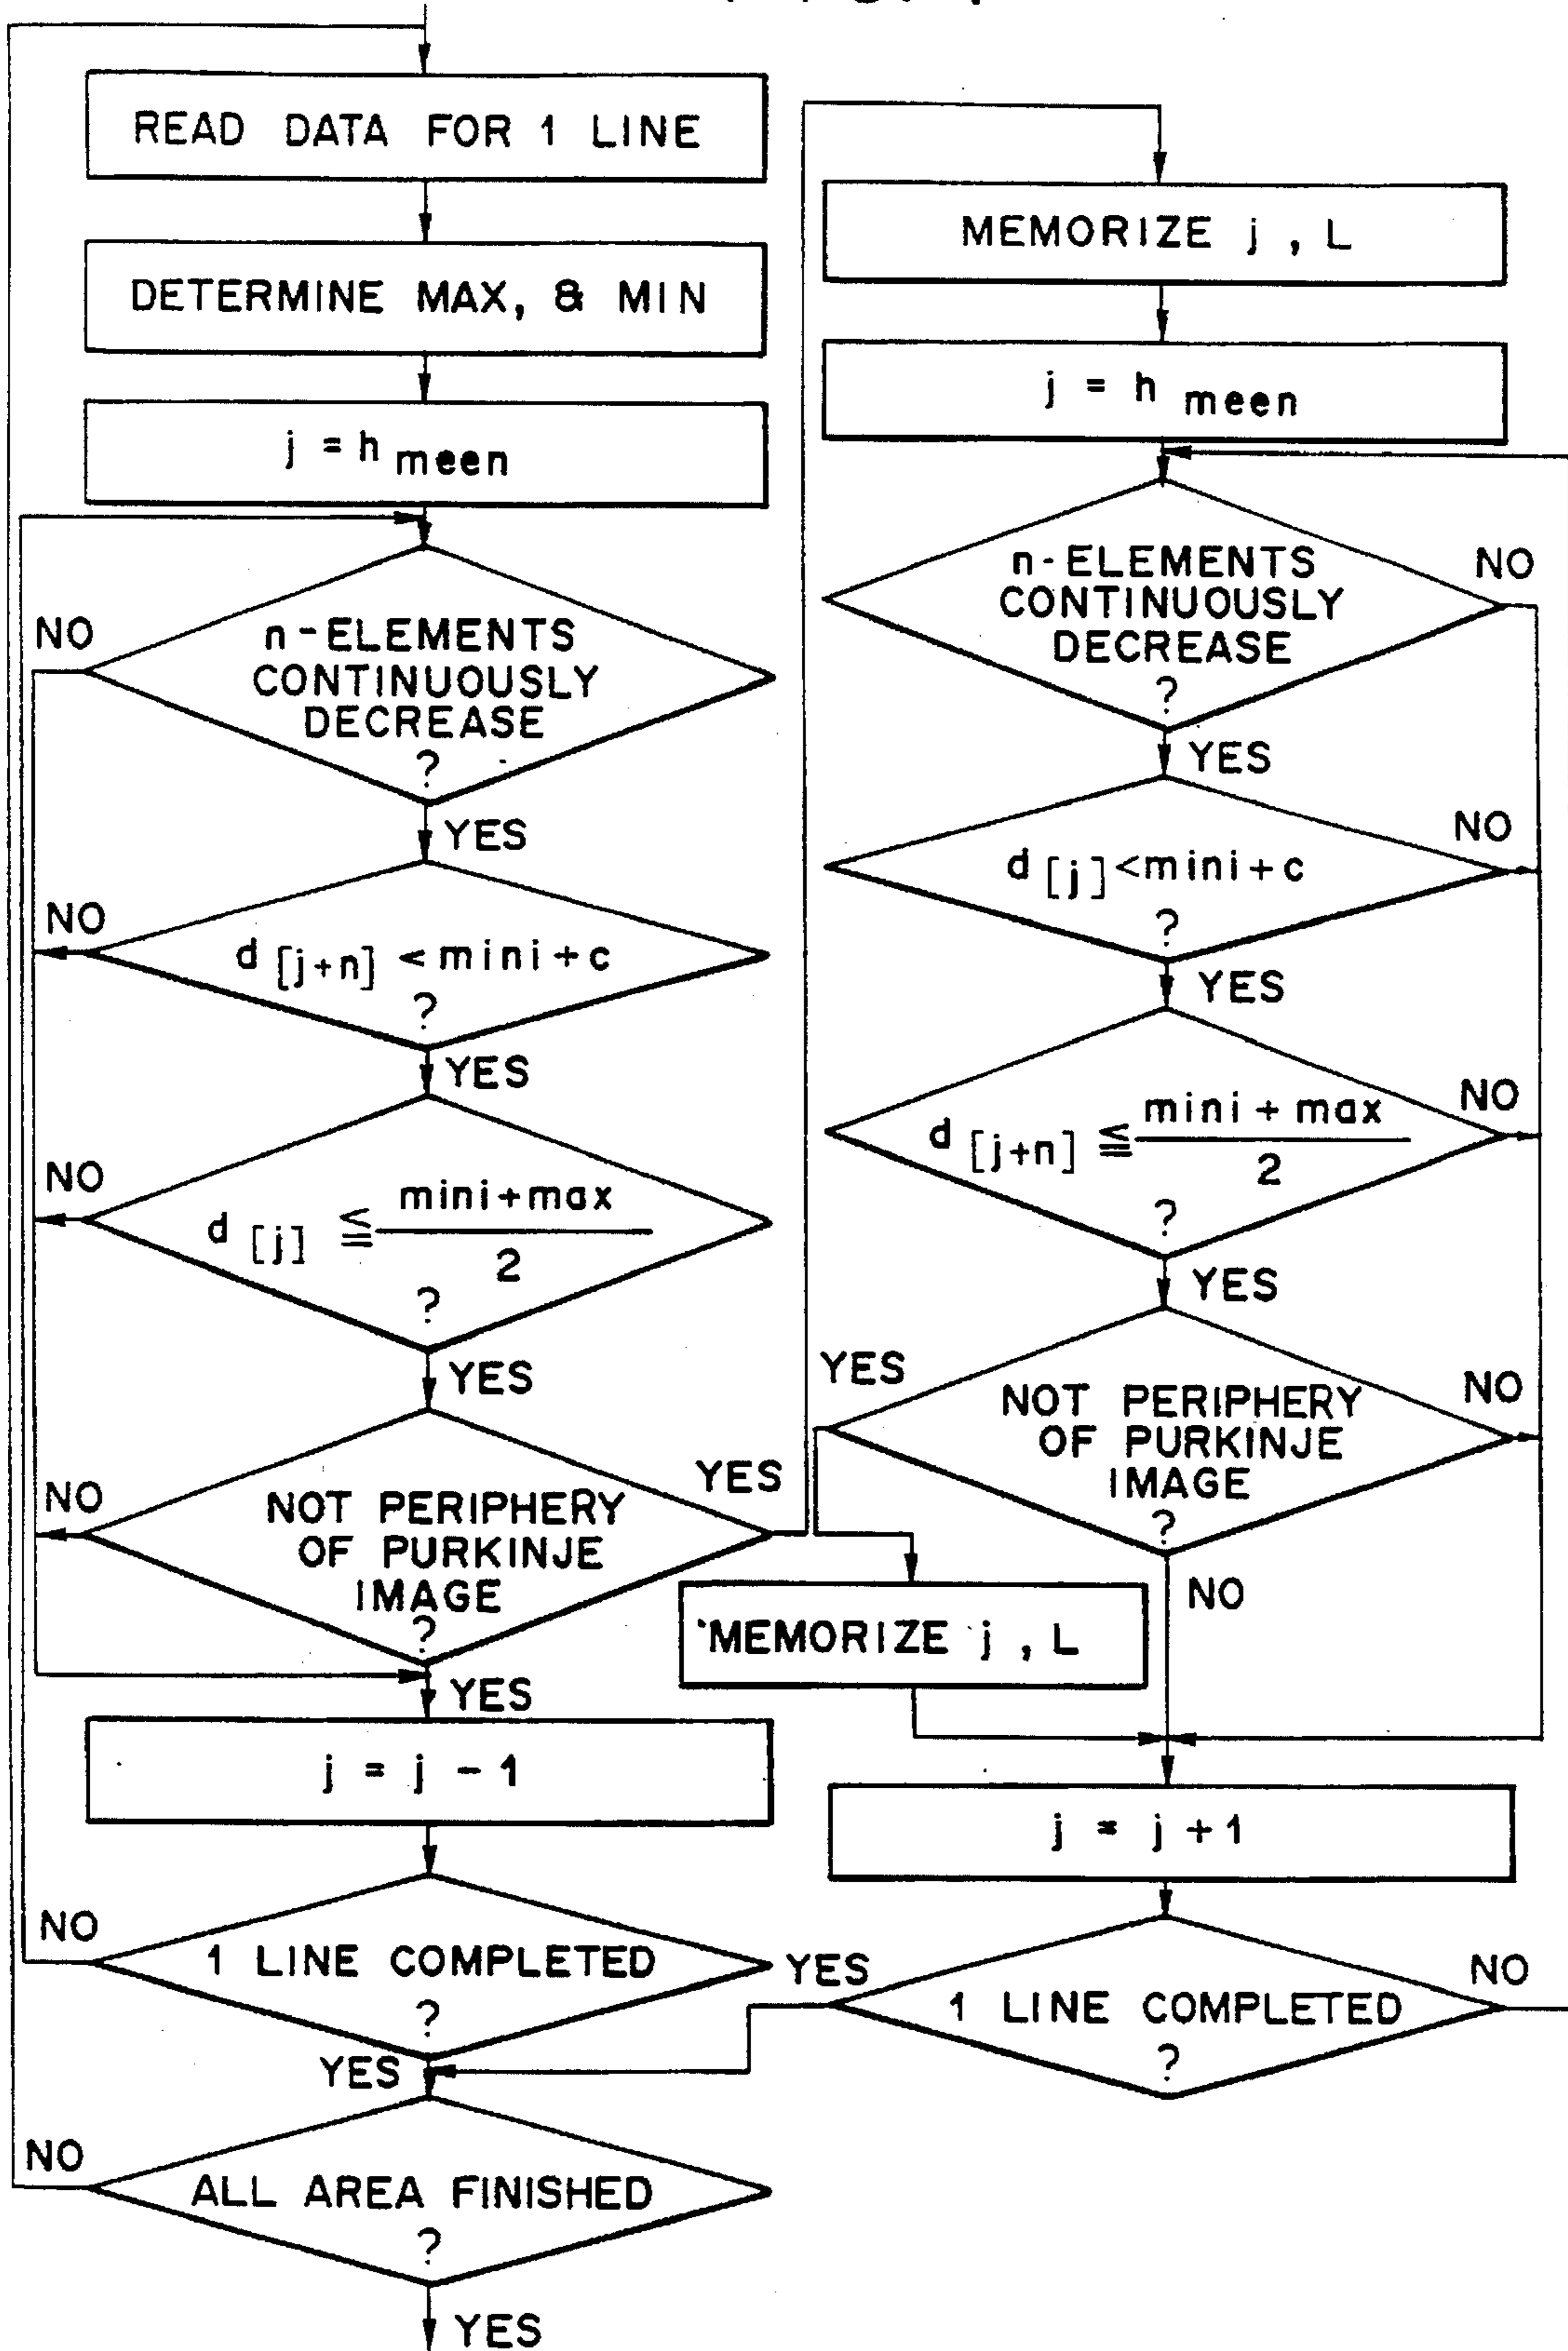 READ DATA FOR 1 LINE
DETERMINE MAX, & MIN
j = h meen
NO
n-ELEMENTS
CONTINUOUSLY
DECREASE
?
YES
NO
d [j+n] < mini + c
?
YES
NO
d [j] ≦ mini+max
2
?
YES
NO
YES
NOT PERIPHERY
OF PURKINJE
IMAGE
?
YES
j = j - 1
NO
1 LINE COMPLETED
?
YES
NO
ALL AREA FINISHED
?
YES
MEMORIZE j , L
j = h meen
n-ELEMENTS
CONTINUOUSLY
DECREASE
?
NO
YES
d [j] < mini + c
?
NO
YES
d [j+n] ≦ mini + max
2
?
NO
YES
YES
NOT PERIPHERY
OF PURKINJE
IMAGE
?
NO
NO
MEMORIZE j , L
j = j + 1
YES
1 LINE COMPLETED
?
NO